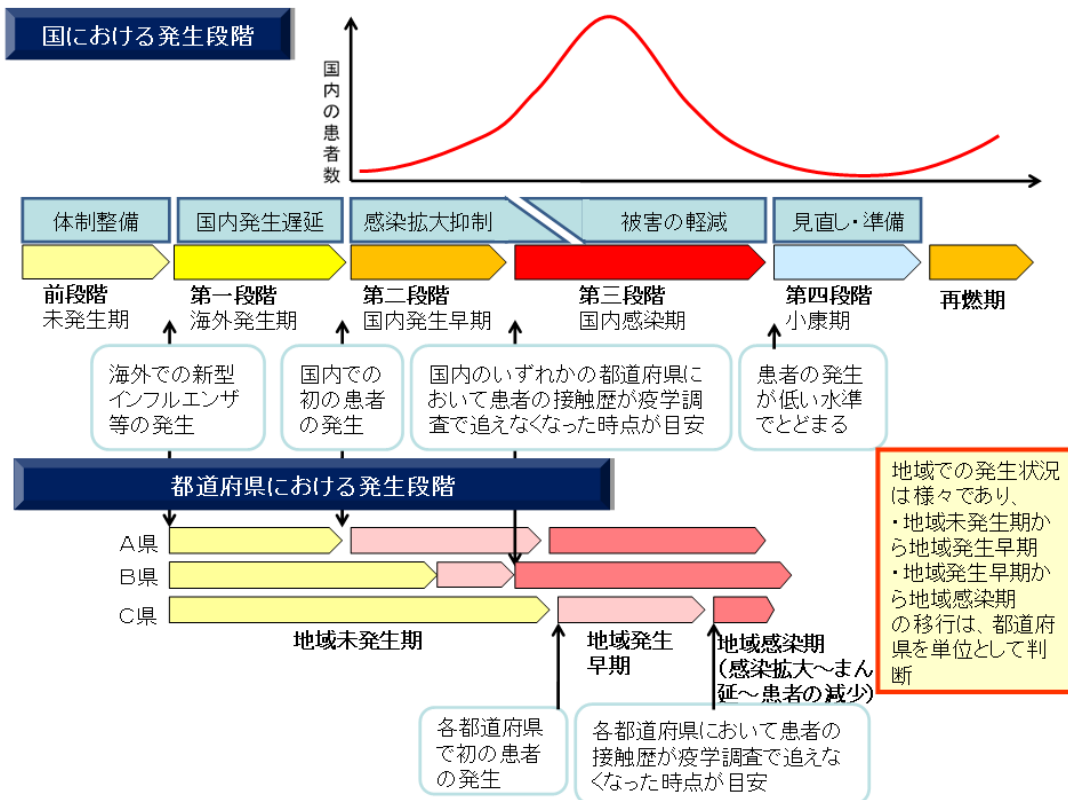 国における発生段階
国内の患者数
体制整備
国内発生遅延
感染拡大抑制
被害の軽減
見直し・準備
前段階
未発生期
第一段階
海外発生期
第二段階
国内発生早期
第三段階
国内感染期
第四段階
小康期
再燃期
海外での新型
インフルエンザ
等の発生
国内での
初の患者
の発生
国内のいずれかの都道府県に
おいて患者の接触歴が疫学調
査で追えなくなった時点が目安
患者の発生
が低い水準
でとどまる
都道府県における発生段階
地域での発生状況
は様々であり、
・地域未発生期か
ら地域発生早期
・地域発生早期か
ら地域感染期
の移行は、都道府
県を単位として判
断
A県
B県
C県
地域未発生期
地域発生
早期
地域感染期
(感染拡大～まん
延～患者の減少)
各都道府県
で初の患者
の発生
各都道府県において患者の
接触歴が疫学調査で追えな
くなった時点が目安